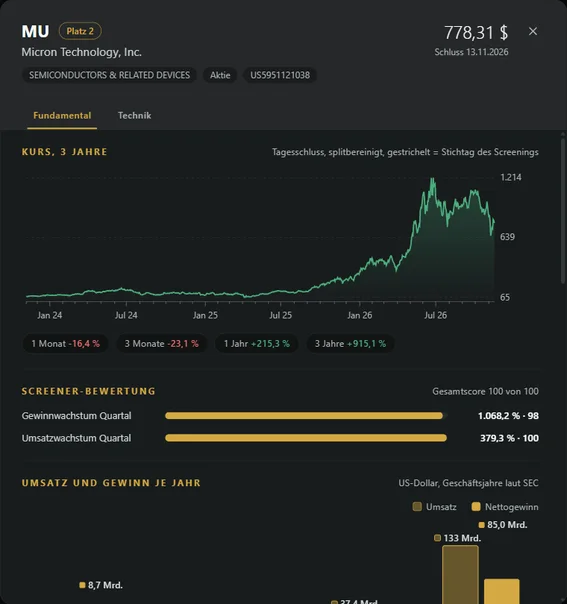 MU Platz 2
778,31 $
Micron Technology, Inc.
Schluss 13.11.2026
SEMICONDUCTORS & RELATED DEVICES Aktie US5951121038
Fundamental Technik
KURS, 3 JAHRE
Tagesschluss, splitbereinigt, gestrichelt = Stichtag des Screenings
1.214
639
65
Jan 24 Jul 24 Jan 25 Jul 25 Jan 26 Jul 26
1 Monat -16,4 % 3 Monate -23,1 % 1 Jahr +215,3 % 3 Jahre +915,1 %
SCREENER-BEWERTUNG
Gesamtscore 100 von 100
Gewinnwachstum Quartal 1.068,2 % · 98
Umsatzwachstum Quartal 379,3 % · 100
UMSATZ UND GEWINN JE JAHR
US-Dollar, Geschäftsjahre laut SEC
Umsatz Nettogewinn
85,0 Mrd.
133 Mrd.
8,7 Mrd.
37,4 Mrd.